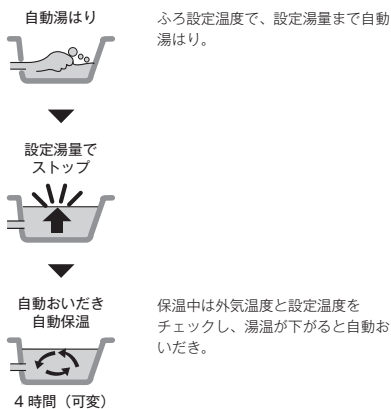 自動湯はり
ふろ設定温度で、設定湯量まで自動
湯はり。
設定湯量で
ストップ
自動おいだき
自動保温
保温中は外気温度と設定温度を
チェックし、湯温が下がると自動お
いだき。
4時間（可変）